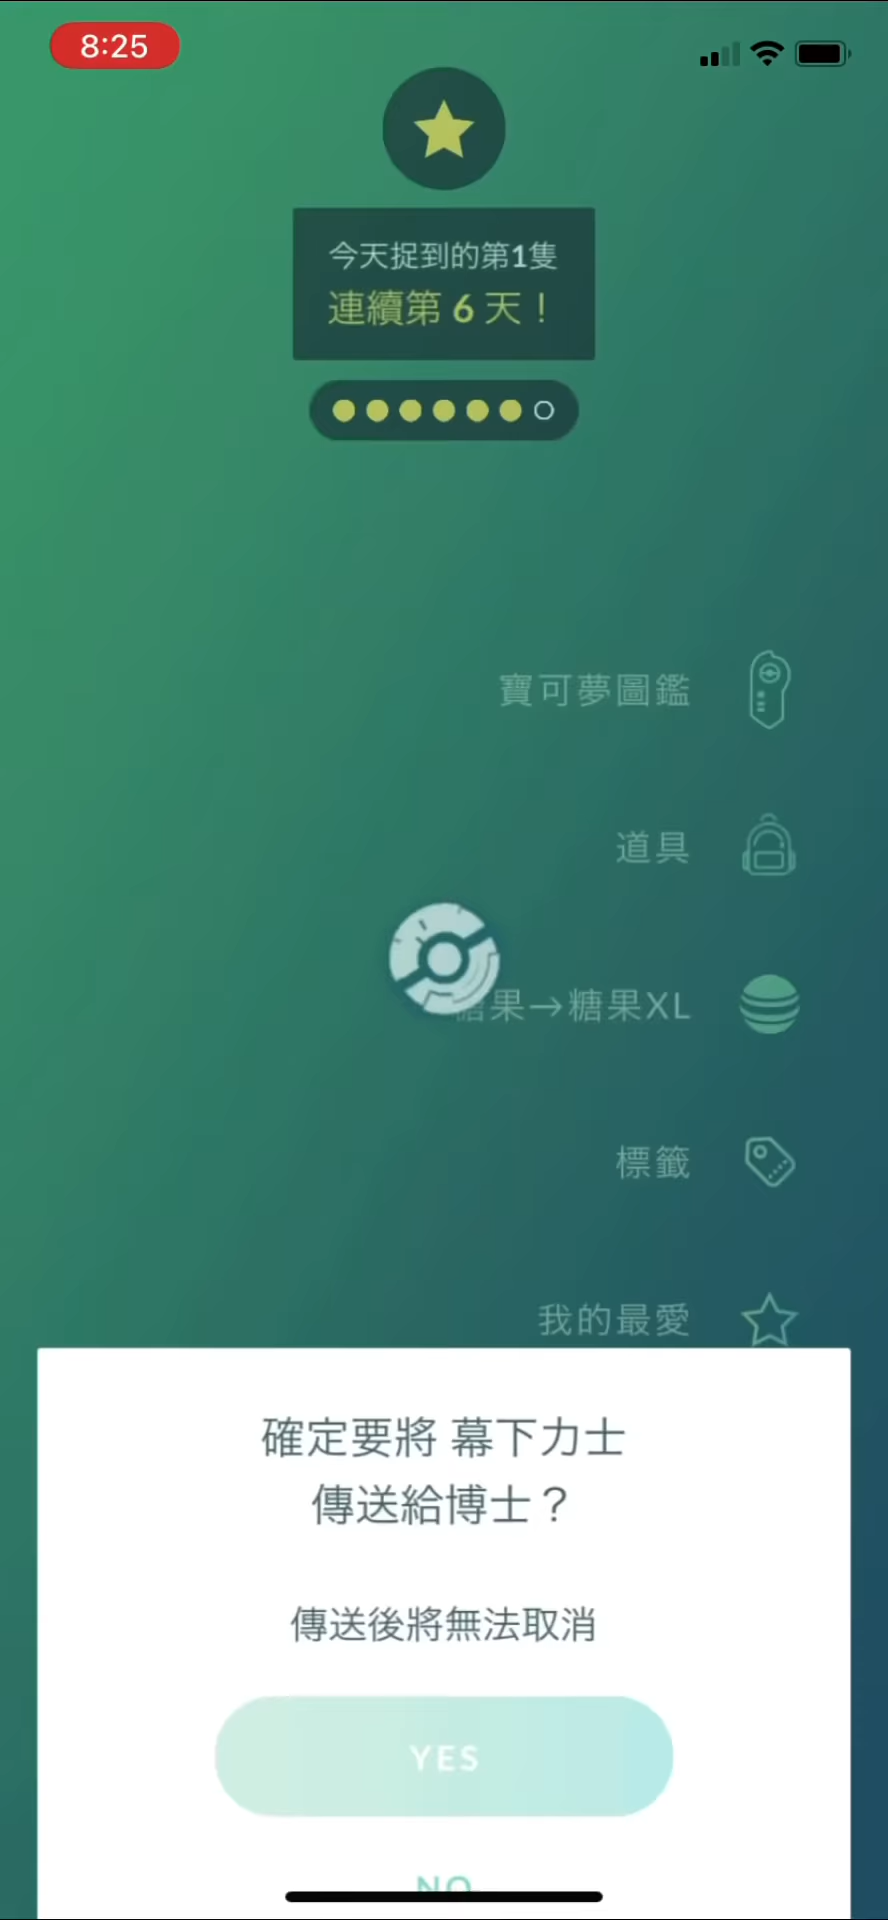 8:25
今天捉到的第1隻
連續第 6 天！
寶可夢圖鑑
道具
糖果→糖果XL
標籤
我的最愛
確定要將 幕下力士
傳送給博士？
傳送後將無法取消
YES
NO